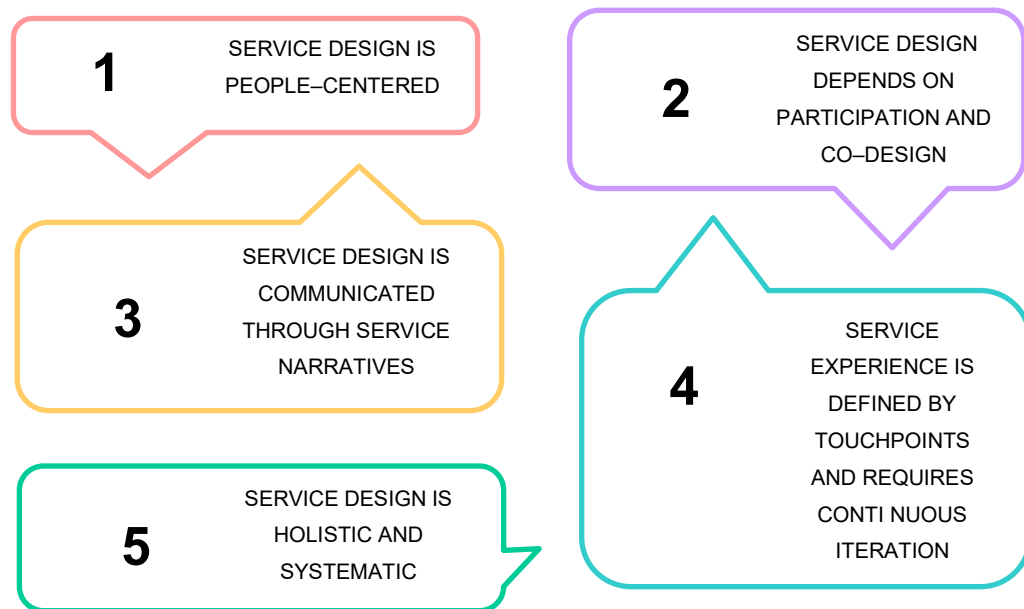 1
SERVICE DESIGN IS
PEOPLE–CENTERED
2
SERVICE DESIGN
DEPENDS ON
PARTICIPATION AND
CO–DESIGN
3
SERVICE DESIGN IS
COMMUNICATED
THROUGH SERVICE
NARRATIVES
4
SERVICE
EXPERIENCE IS
DEFINED BY
TOUCHPOINTS
AND REQUIRES
CONTI NUOUS
ITERATION
5
SERVICE DESIGN IS
HOLISTIC AND
SYSTEMATIC